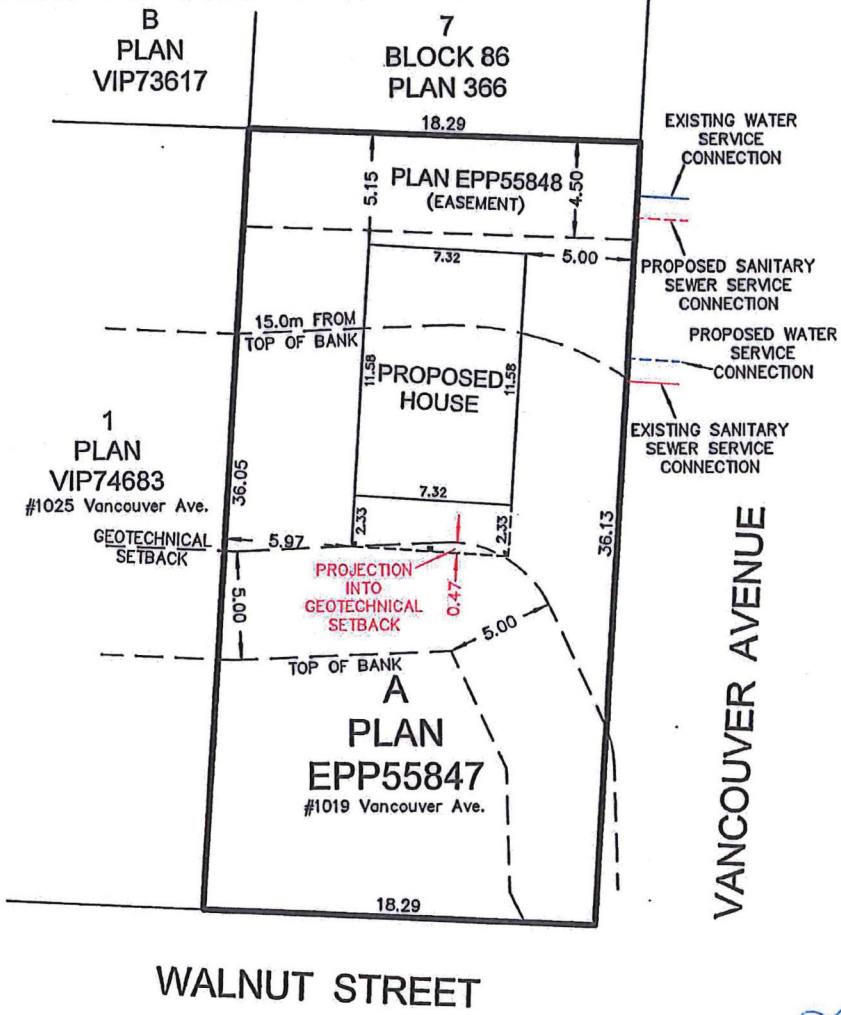 B
PLAN
VIP73617
7
BLOCK 86
PLAN 366
18.29
EXISTING WATER
SERVICE
CONNECTION
5.15
PLAN EPP55848
(EASEMENT)
4.50
7.32
5.00
PROPOSED SANITARY
SEWER SERVICE
CONNECTION
15.0m FROM
TOP OF BANK
PROPOSED WATER
SERVICE
CONNECTION
11.58
PROPOSED
HOUSE
11.58
EXISTING SANITARY
SEWER SERVICE
CONNECTION
1
PLAN
VIP74683
#1025 Vancouver Ave.
36.05
7.32
36.13
GEOTECHNICAL
SETBACK
5.97
2.33
2.33
PROJECTION
INTO
GEOTECHNICAL
SETBACK
0.47
5.00
5.00
TOP OF BANK
A
PLAN
EPP55847
#1019 Vancouver Ave.
VANCOUVER AVENUE
18.29
WALNUT STREET